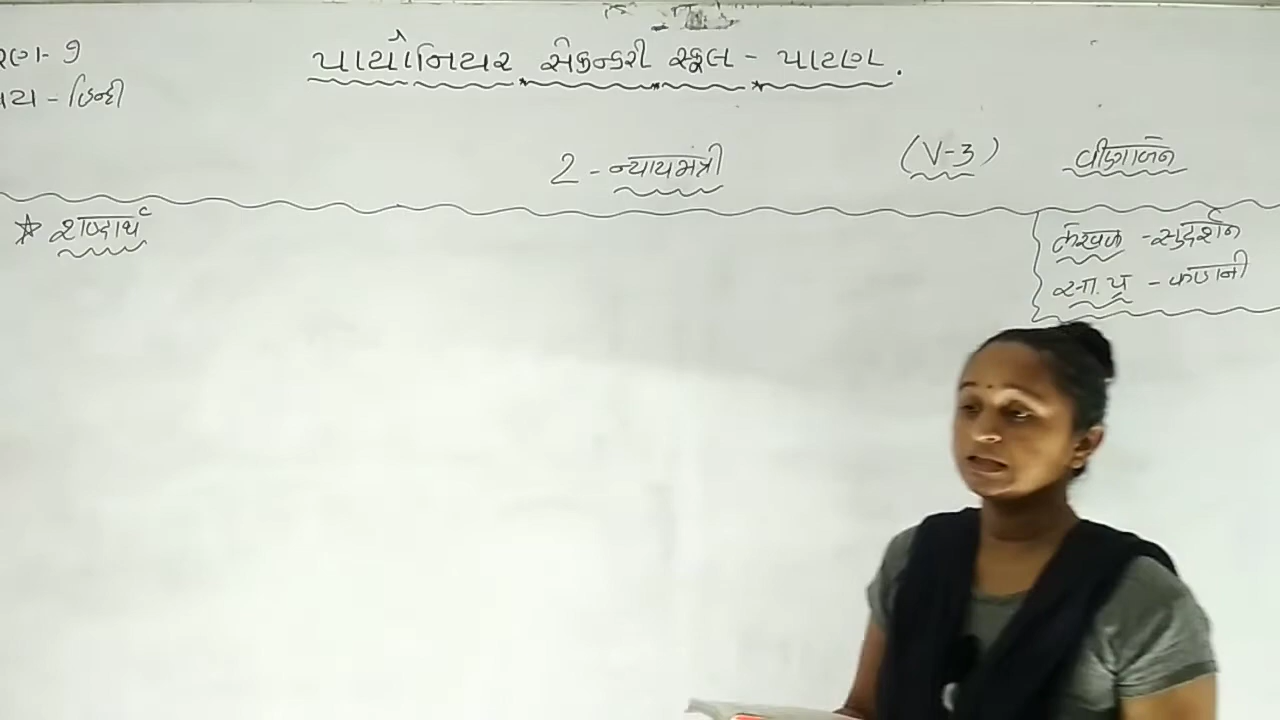 રણ- 9
પાયોનિયર સેકન્ડરી સ્કૂલ - પાટણ.
ષય - હિન્દી
2 - न्यायमंत्री (V-3)
★ शब्दार्थ
लेखक - सुदर्शन
सा.प्र - कहानी